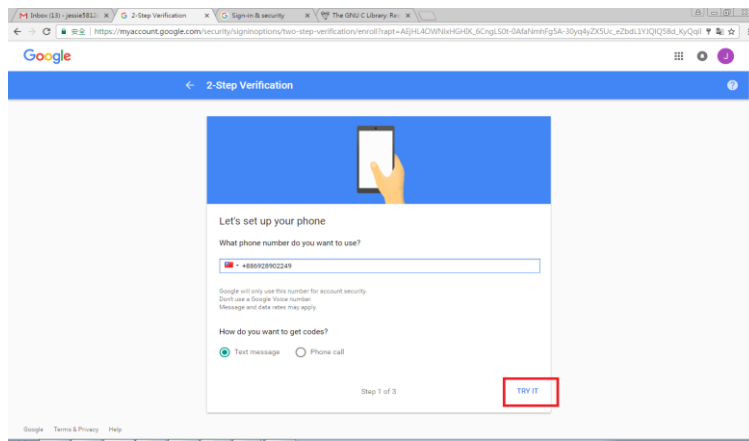 Inbox (13) - jessie5812
2-Step Verification
Sign-in & security
The GNU C Library: Re
安全 | https://myaccount.google.com/security/signinoptions/two-step-verification/enroll?rapt=
Google
J
2-Step Verification
Let's set up your phone
What phone number do you want to use?
+886928902249
Google will only use this number for account security.
Don't use a Google Voice number.
Message and data rates may apply.
How do you want to get codes?
Text message Phone call
Step 1 of 3
TRY IT
Google Terms & Privacy Help